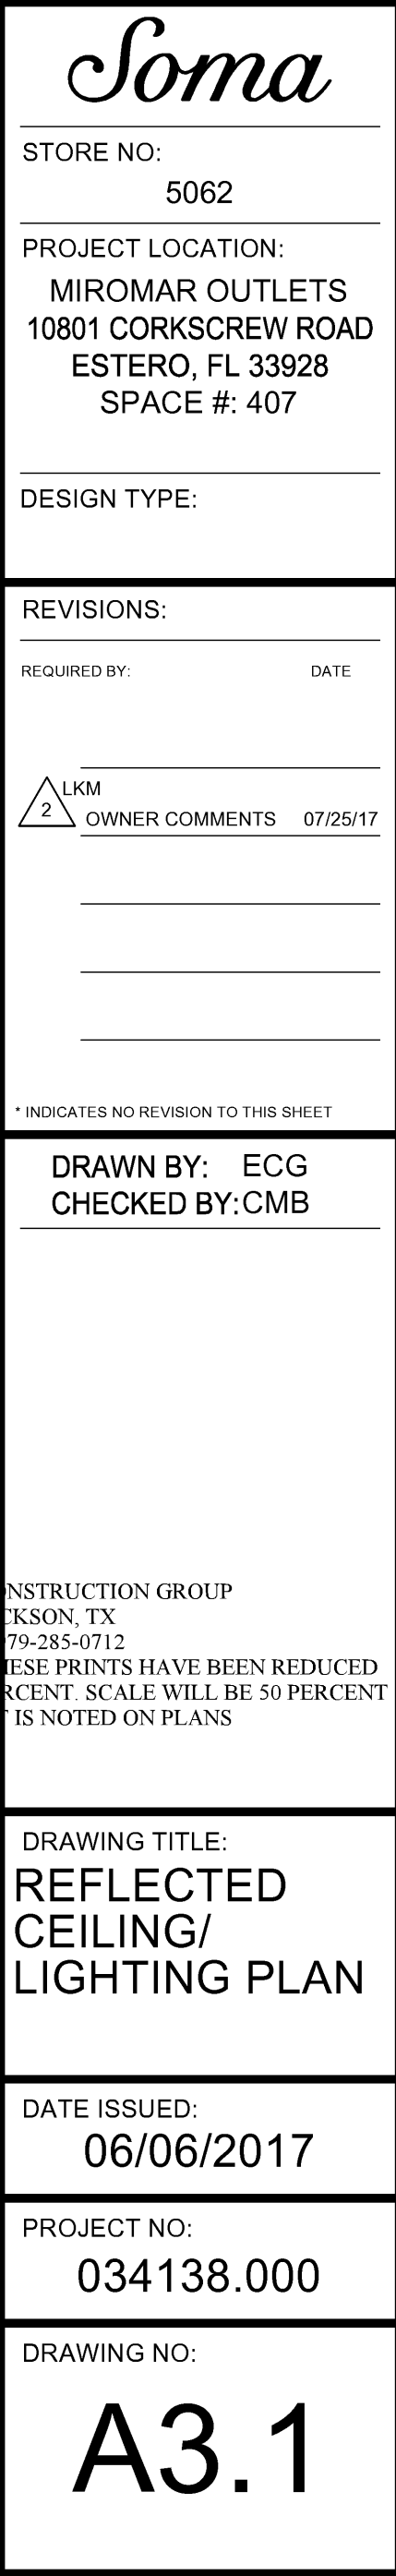 Soma
STORE NO:
5062
PROJECT LOCATION:
MIROMAR OUTLETS
10801 CORKSCREW ROAD
ESTERO, FL 33928
SPACE #: 407
DESIGN TYPE:
REVISIONS:
REQUIRED BY: DATE
LKM
2 OWNER COMMENTS 07/25/17
* INDICATES NO REVISION TO THIS SHEET
DRAWN BY: ECG
CHECKED BY: CMB
NSTRUCTION GROUP
CKSON, TX
79-285-0712
ESE PRINTS HAVE BEEN REDUCED
RCENT. SCALE WILL BE 50 PERCENT
IS NOTED ON PLANS
DRAWING TITLE:
REFLECTED
CEILING/
LIGHTING PLAN
DATE ISSUED:
06/06/2017
PROJECT NO:
034138.000
DRAWING NO:
A3.1